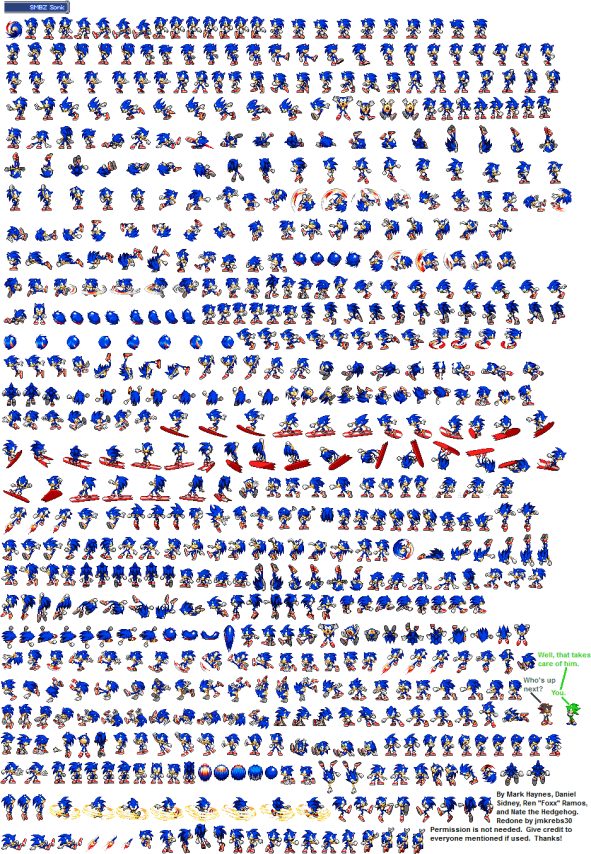 SMBZ Sonic
Well, that takes
care of him.
Who's up
next?
You.
By Mark Haynes, Daniel
Sidney, Ren "Foxx" Ramos,
and Nate the Hedgehog.
Redone by jmkrebs30
Permission is not needed. Give credit to
everyone mentioned if used. Thanks!